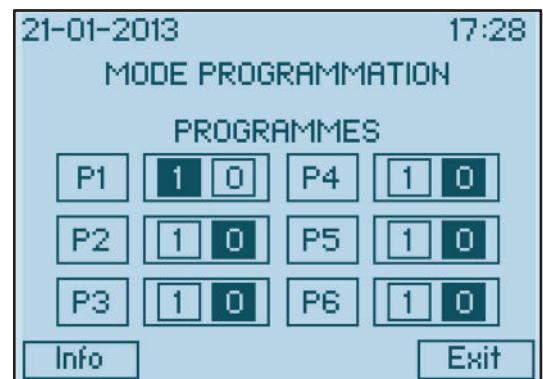 21-01-2013 17:28
MODE PROGRAMMATION
PROGRAMMES
P1 1 0 P4 1 0
P2 1 0 P5 1 0
P3 1 0 P6 1 0
Info Exit